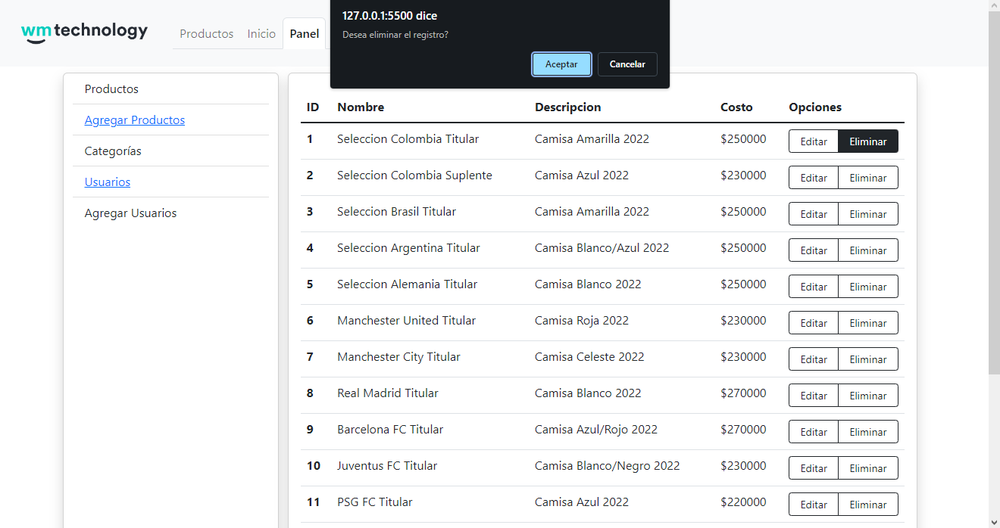 127.0.0.1:5500 dice
Desea eliminar el registro?
Aceptar Cancelar
wm technology Productos Inicio Panel
Productos
Agregar Productos
Categorías
Usuarios
Agregar Usuarios
ID Nombre Descripcion Costo Opciones
1 Seleccion Colombia Titular Camisa Amarilla 2022 $250000 Editar Eliminar
2 Seleccion Colombia Suplente Camisa Azul 2022 $230000 Editar Eliminar
3 Seleccion Brasil Titular Camisa Amarilla 2022 $250000 Editar Eliminar
4 Seleccion Argentina Titular Camisa Blanco/Azul 2022 $250000 Editar Eliminar
5 Seleccion Alemania Titular Camisa Blanco 2022 $250000 Editar Eliminar
6 Manchester United Titular Camisa Roja 2022 $230000 Editar Eliminar
7 Manchester City Titular Camisa Celeste 2022 $230000 Editar Eliminar
8 Real Madrid Titular Camisa Blanco 2022 $270000 Editar Eliminar
9 Barcelona FC Titular Camisa Azul/Rojo 2022 $270000 Editar Eliminar
10 Juventus FC Titular Camisa Blanco/Negro 2022 $230000 Editar Eliminar
11 PSG FC Titular Camisa Azul 2022 $220000 Editar Eliminar